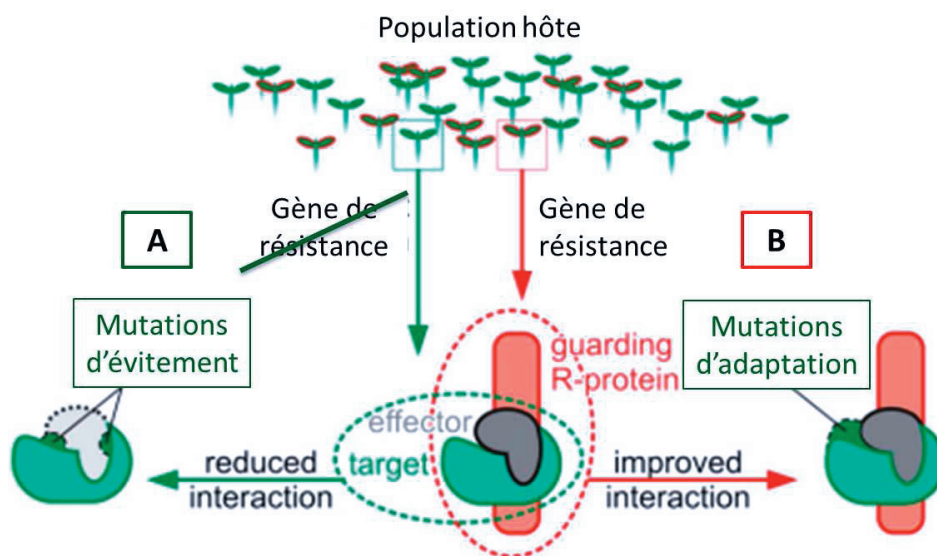 Population hôte
Gène de
résistance
Gène de
résistance
A
B
Mutations
d'évitement
Mutations
d'adaptation
guarding
R-protein
effector
target
reduced
interaction
improved
interaction